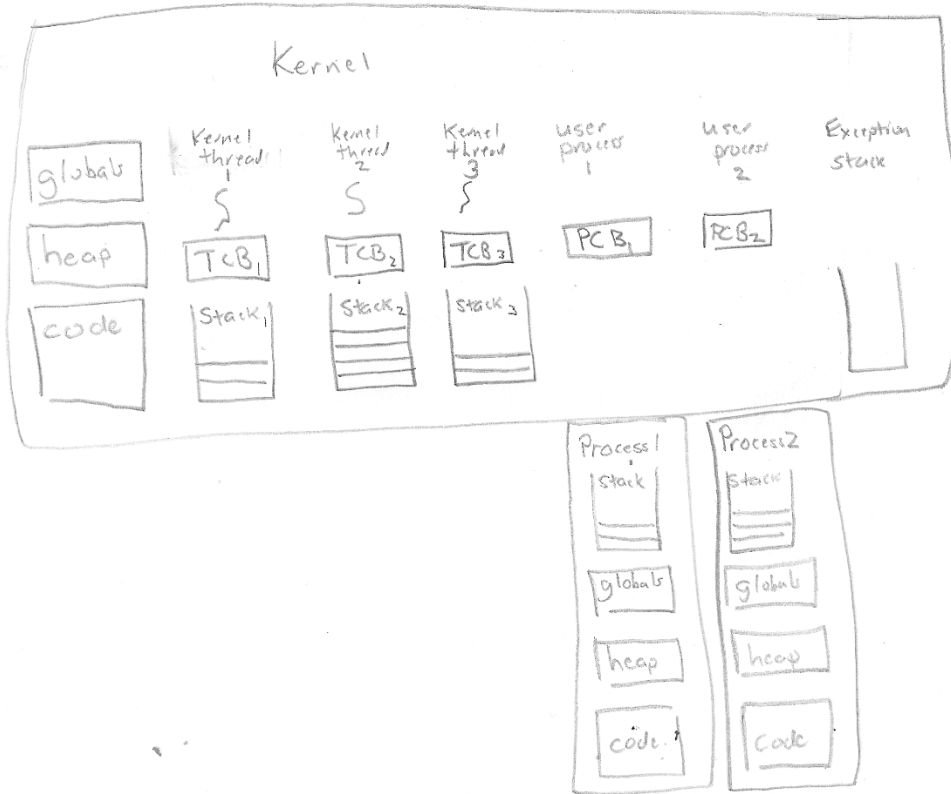 Kernel
globals
heap
code
Kernel
thread
1
TCB1
Stack1
Kernel
thread
2
TCB2
Stack2
Kernel
thread
3
TCB3
Stack3
user
process
1
PCB1
user
process
2
PCB2
Exception
stack
Process1
stack
globals
heap
code
Process2
stack
globals
heap
code